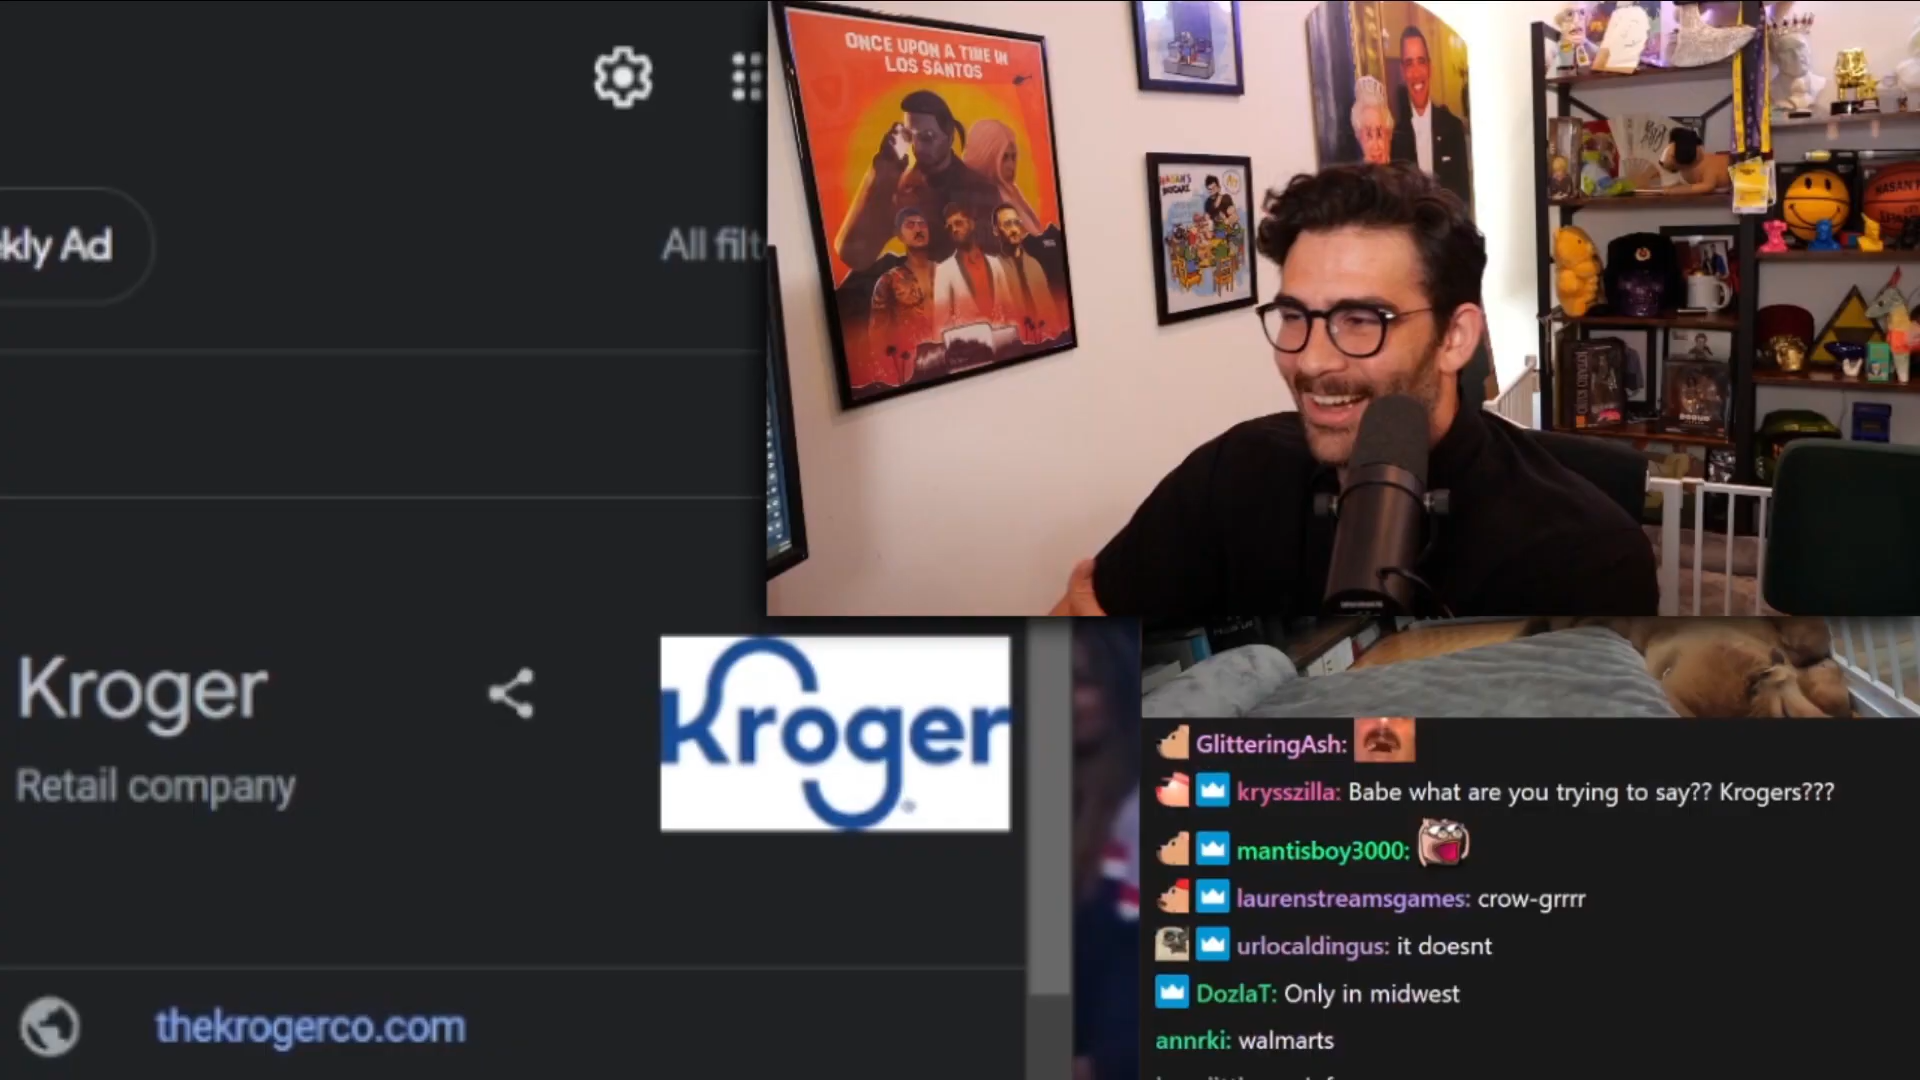 kly Ad
All filt
Kroger
Retail company
Kroger
thekrogerco.com
ONCE UPON A TIME IN
LOS SANTOS
GlitteringAsh:
krysszilla: Babe what are you trying to say?? Krogers???
mantisboy3000:
laurenstreamsgames: crow-grrrr
urlocaldingus: it doesnt
DozlaT: Only in midwest
annrki: walmarts